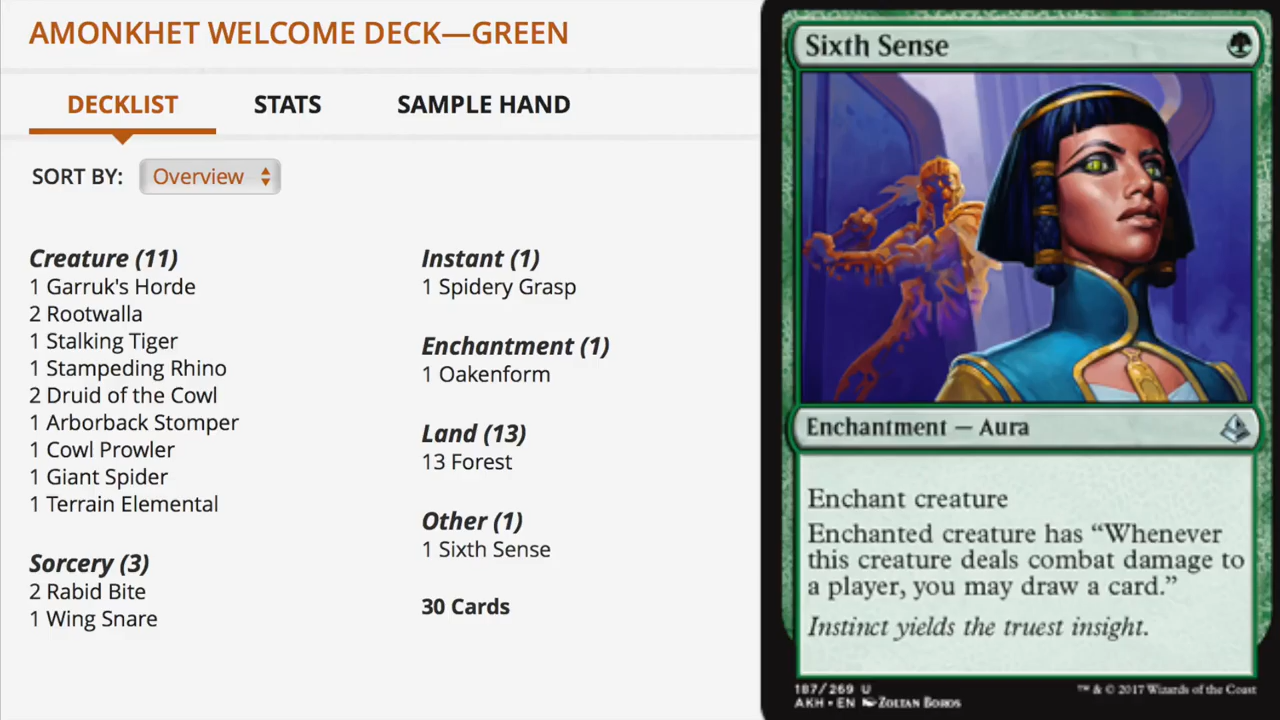 AMONKHET WELCOME DECK—GREEN
DECKLIST
STATS
SAMPLE HAND
SORT BY:
Overview
Creature (11)
1 Garruk's Horde
2 Rootwalla
1 Stalking Tiger
1 Stampeding Rhino
2 Druid of the Cowl
1 Arborback Stomper
1 Cowl Prowler
1 Giant Spider
1 Terrain Elemental
Sorcery (3)
2 Rabid Bite
1 Wing Snare
Instant (1)
1 Spidery Grasp
Enchantment (1)
1 Oakenform
Land (13)
13 Forest
Other (1)
1 Sixth Sense
30 Cards
Sixth Sense
Enchantment — Aura
Enchant creature
Enchanted creature has “Whenever
this creature deals combat damage to
a player, you may draw a card.”
Instinct yields the truest insight.
187/269 U
AKH • EN Zoltan Boros
™ & © 2017 Wizards of the Coast